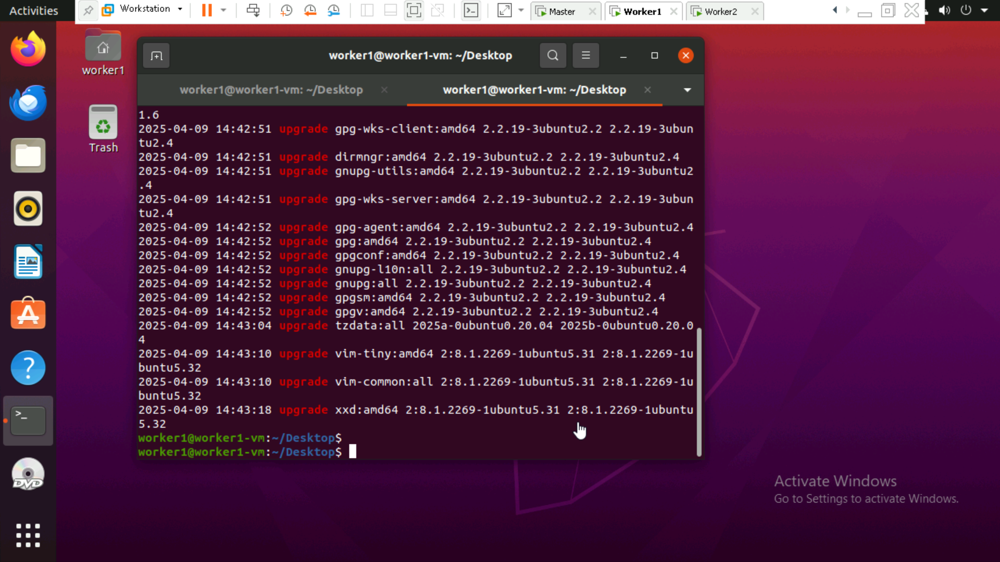 Activities
Workstation
Master
Worker1
Worker2
worker1
Trash
worker1@worker1-vm: ~/Desktop
worker1@worker1-vm: ~/Desktop
worker1@worker1-vm: ~/Desktop
1.6
2025-04-09 14:42:51 upgrade gpg-wks-client:amd64 2.2.19-3ubuntu2.2 2.2.19-3ubun
tu2.4
2025-04-09 14:42:51 upgrade dirmngr:amd64 2.2.19-3ubuntu2.2 2.2.19-3ubuntu2.4
2025-04-09 14:42:51 upgrade gnupg-utils:amd64 2.2.19-3ubuntu2.2 2.2.19-3ubuntu2
.4
2025-04-09 14:42:51 upgrade gpg-wks-server:amd64 2.2.19-3ubuntu2.2 2.2.19-3ubun
tu2.4
2025-04-09 14:42:52 upgrade gpg-agent:amd64 2.2.19-3ubuntu2.2 2.2.19-3ubuntu2.4
2025-04-09 14:42:52 upgrade gpg:amd64 2.2.19-3ubuntu2.2 2.2.19-3ubuntu2.4
2025-04-09 14:42:52 upgrade gpgconf:amd64 2.2.19-3ubuntu2.2 2.2.19-3ubuntu2.4
2025-04-09 14:42:52 upgrade gnupg-l10n:all 2.2.19-3ubuntu2.2 2.2.19-3ubuntu2.4
2025-04-09 14:42:52 upgrade gnupg:all 2.2.19-3ubuntu2.2 2.2.19-3ubuntu2.4
2025-04-09 14:42:52 upgrade gpgsm:amd64 2.2.19-3ubuntu2.2 2.2.19-3ubuntu2.4
2025-04-09 14:42:52 upgrade gpgv:amd64 2.2.19-3ubuntu2.2 2.2.19-3ubuntu2.4
2025-04-09 14:43:04 upgrade tzdata:all 2025a-0ubuntu0.20.04 2025b-0ubuntu0.20.0
4
2025-04-09 14:43:10 upgrade vim-tiny:amd64 2:8.1.2269-1ubuntu5.31 2:8.1.2269-1u
buntu5.32
2025-04-09 14:43:10 upgrade vim-common:all 2:8.1.2269-1ubuntu5.31 2:8.1.2269-1u
buntu5.32
2025-04-09 14:43:18 upgrade xxd:amd64 2:8.1.2269-1ubuntu5.31 2:8.1.2269-1ubuntu
5.32
worker1@worker1-vm:~/Desktop$
worker1@worker1-vm:~/Desktop$
DVD
Activate Windows
Go to Settings to activate Windows.